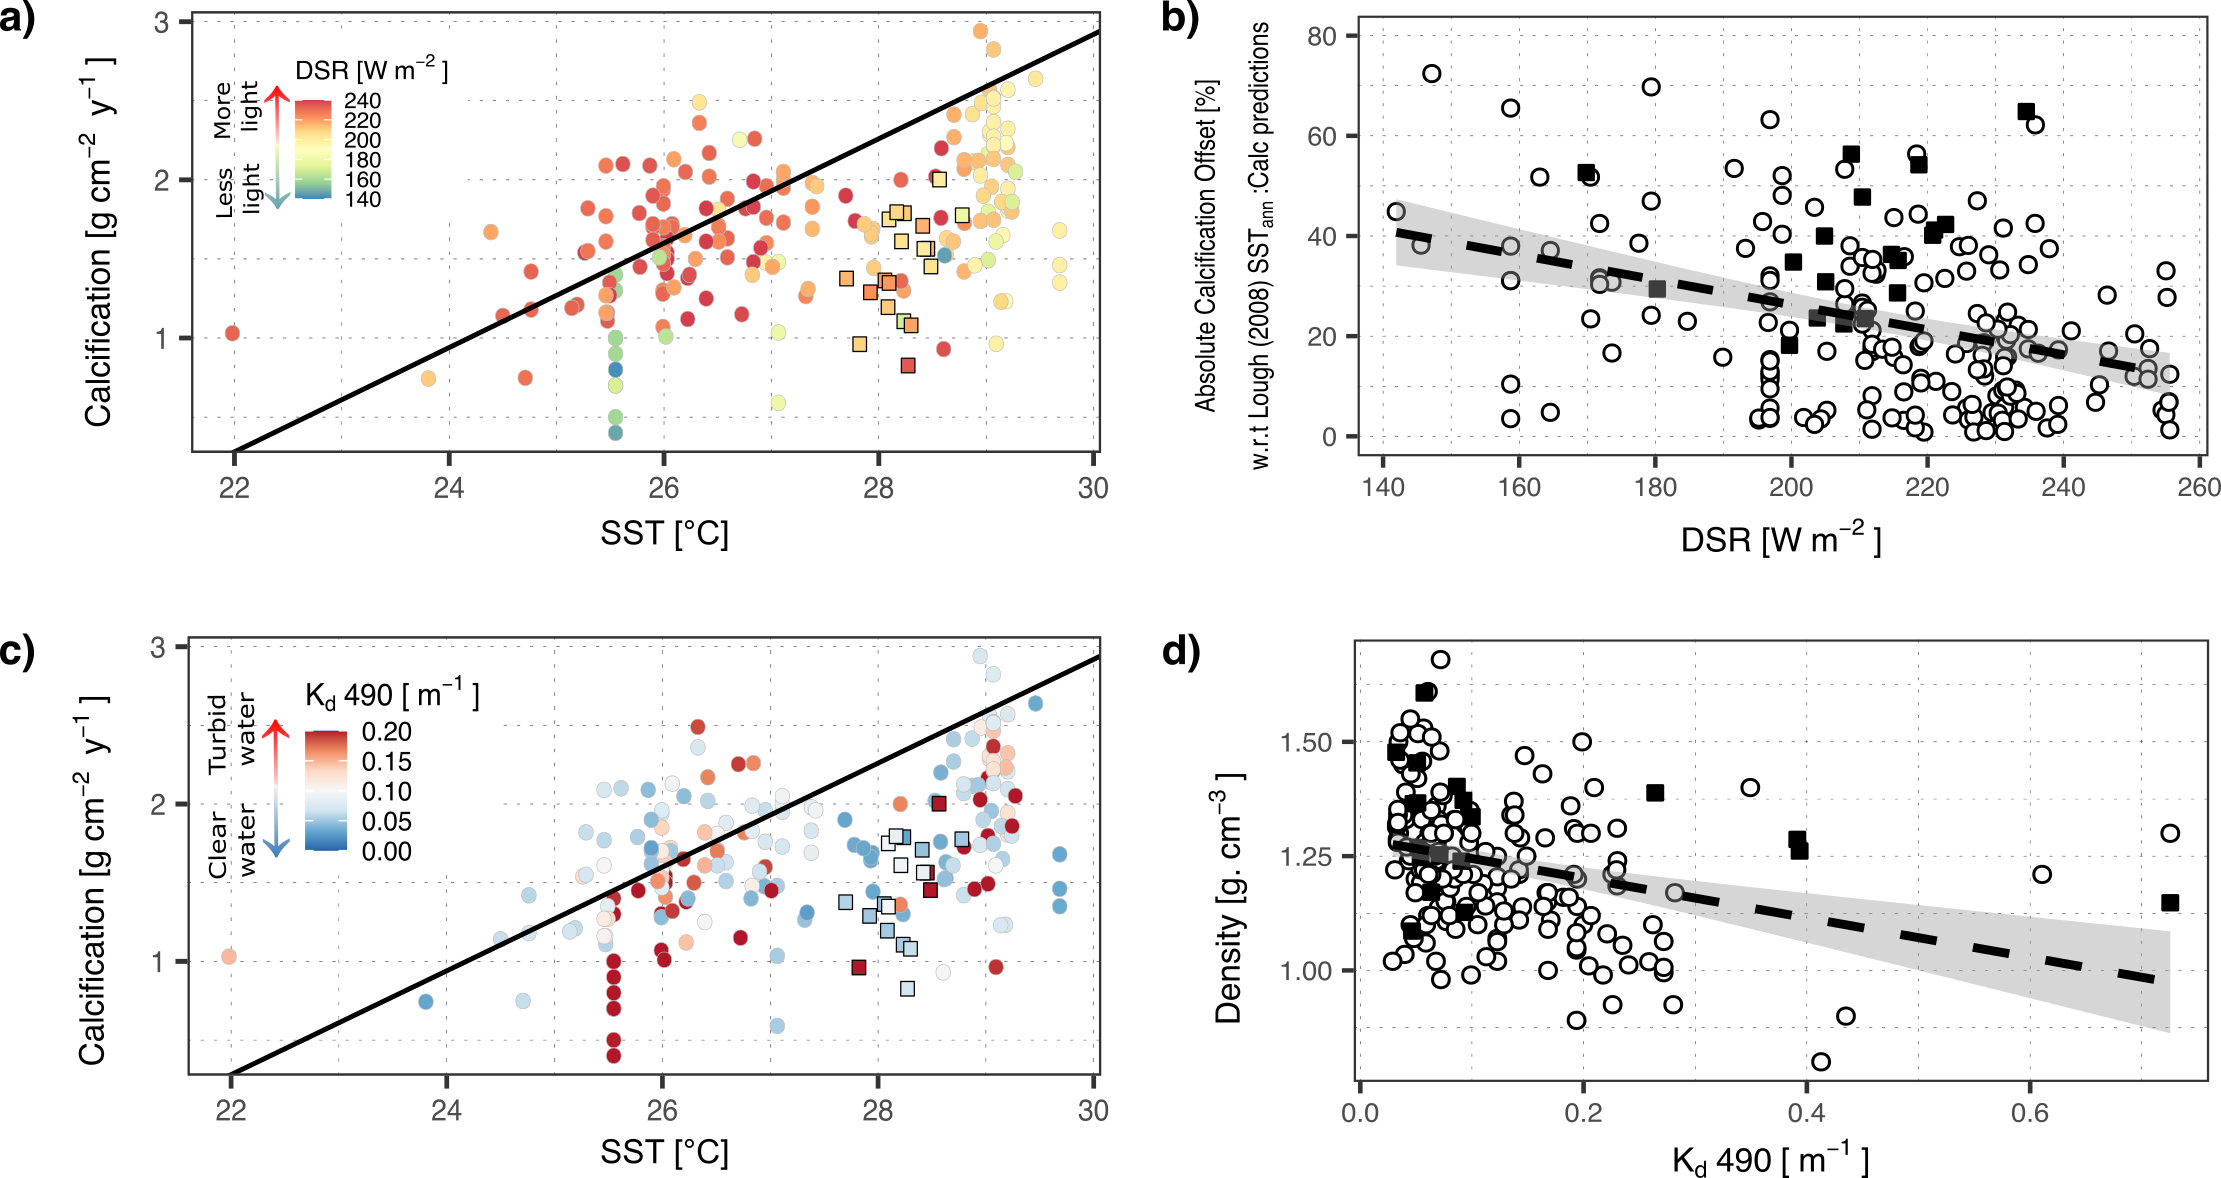 a)
Calcification [g cm−2 y−1 ]
3
2
1
DSR [W m−2 ]
More light
Less light
240
220
200
180
160
140
22 24 26 28 30
SST [°C]
b)
Absolute Calcification Offset [%]
w.r.t Lough (2008) SSTann :Calc predictions
80
60
40
20
0
140 160 180 200 220 240 260
DSR [W m−2 ]
c)
Calcification [g cm−2 y−1 ]
3
2
1
Kd 490 [ m−1 ]
Turbid water
Clear water
0.20
0.15
0.10
0.05
0.00
22 24 26 28 30
SST [°C]
d)
Density [g. cm−3 ]
1.50
1.25
1.00
0.0 0.2 0.4 0.6
Kd 490 [ m−1 ]